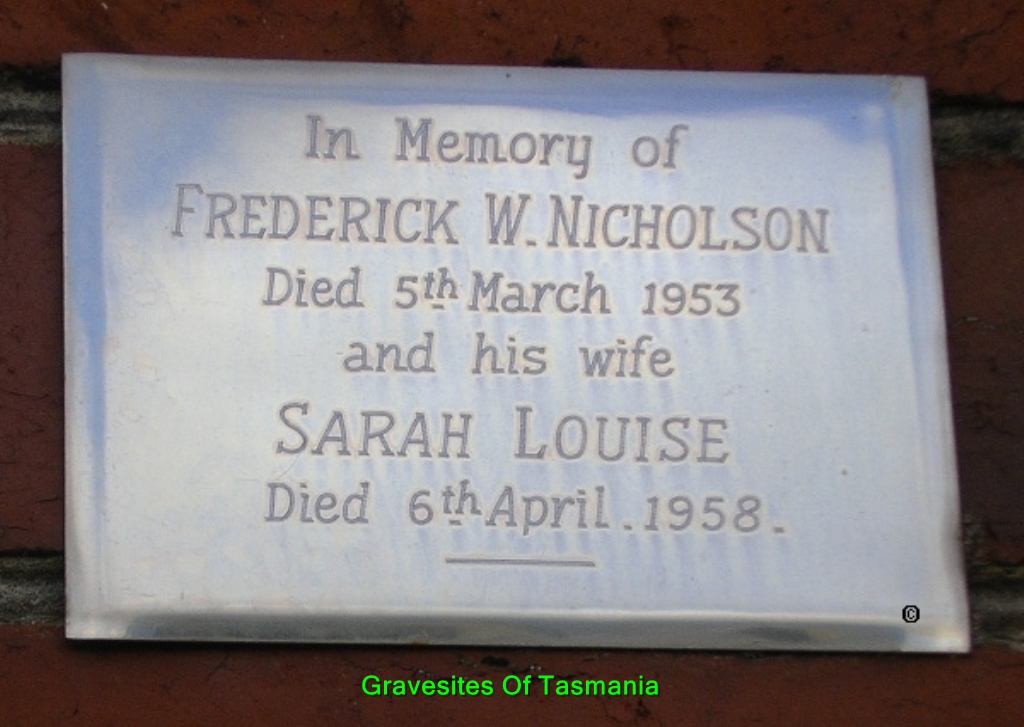 In Memory of
FREDERICK W. NICHOLSON
Died 5th March 1953
and his wife
SARAH LOUISE
Died 6th April. 1958.
©
Gravesites Of Tasmania